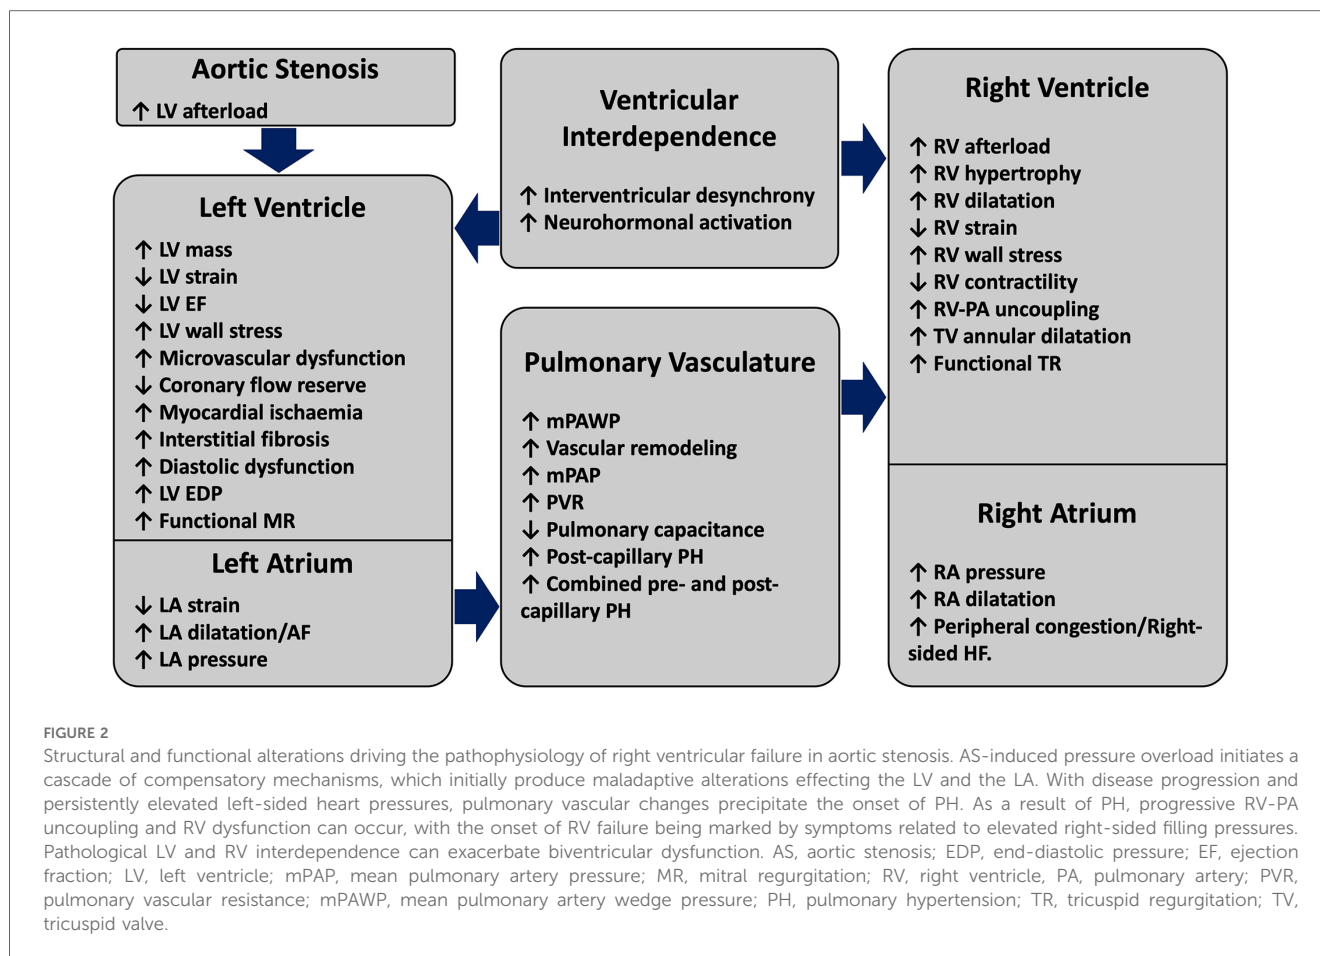 Aortic Stenosis
↑ LV afterload
Left Ventricle
↑ LV mass
↓ LV strain
↓ LV EF
↑ LV wall stress
↑ Microvascular dysfunction
↓ Coronary flow reserve
↑ Myocardial ischaemia
↑ Interstitial fibrosis
↑ Diastolic dysfunction
↑ LV EDP
↑ Functional MR
Left Atrium
↓ LA strain
↑ LA dilatation/AF
↑ LA pressure
Ventricular
Interdependence
↑ Interventricular desynchrony
↑ Neurohormonal activation
Pulmonary Vasculature
↑ mPAWP
↑ Vascular remodeling
↑ mPAP
↑ PVR
↓ Pulmonary capacitance
↑ Post-capillary PH
↑ Combined pre- and post-
capillary PH
Right Ventricle
↑ RV afterload
↑ RV hypertrophy
↑ RV dilatation
↓ RV strain
↑ RV wall stress
↓ RV contractility
↑ RV-PA uncoupling
↑ TV annular dilatation
↑ Functional TR
Right Atrium
↑ RA pressure
↑ RA dilatation
↑ Peripheral congestion/Right-
sided HF.
FIGURE 2
Structural and functional alterations driving the pathophysiology of right ventricular failure in aortic stenosis. AS-induced pressure overload initiates a
cascade of compensatory mechanisms, which initially produce maladaptive alterations effecting the LV and the LA. With disease progression and
persistently elevated left-sided heart pressures, pulmonary vascular changes precipitate the onset of PH. As a result of PH, progressive RV-PA
uncoupling and RV dysfunction can occur, with the onset of RV failure being marked by symptoms related to elevated right-sided filling pressures.
Pathological LV and RV interdependence can exacerbate biventricular dysfunction. AS, aortic stenosis; EDP, end-diastolic pressure; EF, ejection
fraction; LV, left ventricle; mPAP, mean pulmonary artery pressure; MR, mitral regurgitation; RV, right ventricle, PA, pulmonary artery; PVR,
pulmonary vascular resistance; mPAWP, mean pulmonary artery wedge pressure; PH, pulmonary hypertension; TR, tricuspid regurgitation; TV,
tricuspid valve.